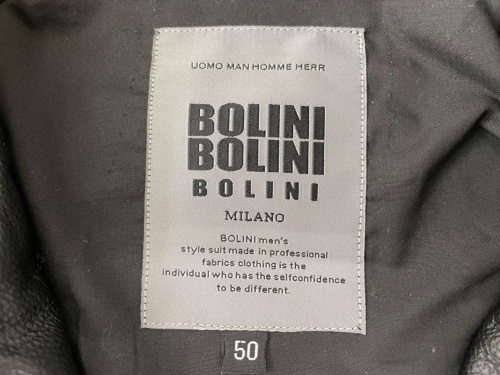 UOMO MAN HOMME HERR
BOLINI
BOLINI
BOLINI
MILANO
BOLINI men's
style suit made in professional
fabrics clothing is the
individual who has the selfconfidence
to be different.
50